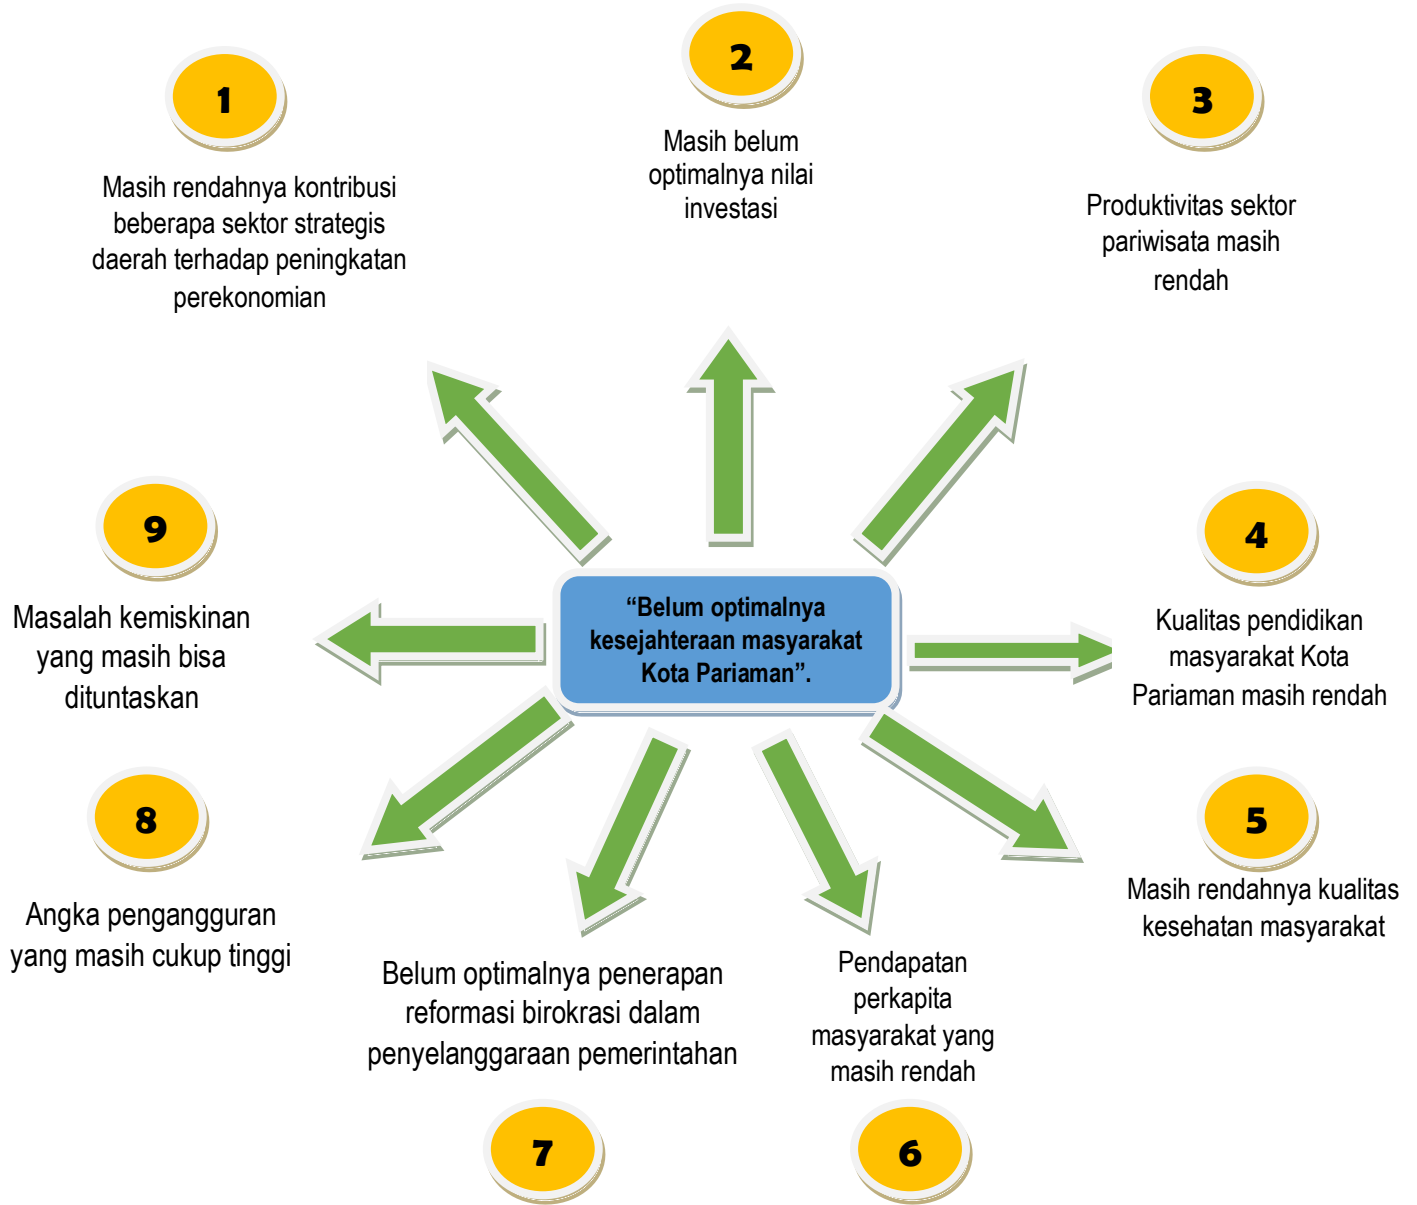 1
Masih rendahnya kontribusi
beberapa sektor strategis
daerah terhadap peningkatan
perekonomian
2
Masih belum
optimalnya nilai
investasi
3
Produktivitas sektor
pariwisata masih
rendah
9
Masalah kemiskinan
yang masih bisa
dituntaskan
“Belum optimalnya
kesejahteraan masyarakat
Kota Pariaman”.
4
Kualitas pendidikan
masyarakat Kota
Pariaman masih rendah
8
Angka pengangguran
yang masih cukup tinggi
5
Masih rendahnya kualitas
kesehatan masyarakat
Belum optimalnya penerapan
reformasi birokrasi dalam
penyelanggaraan pemerintahan
7
Pendapatan
perkapita
masyarakat yang
masih rendah
6